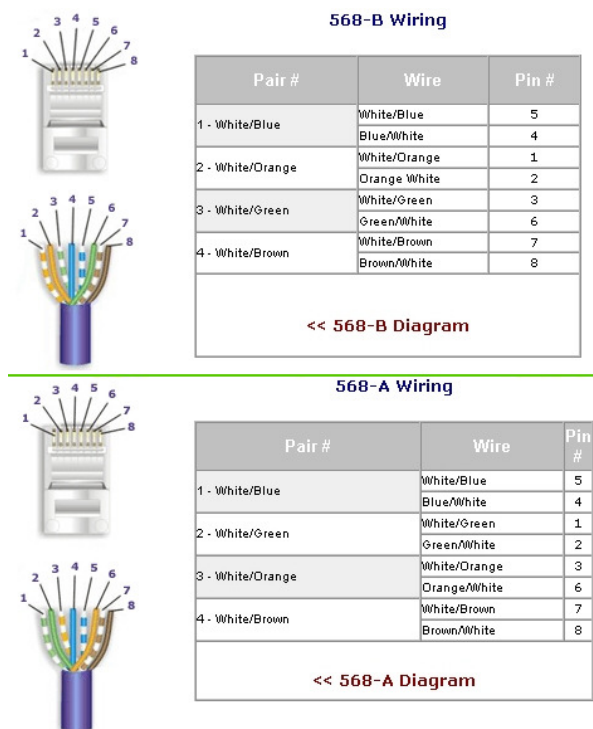 568-B Wiring
1 2 3 4 5 6 7 8
Pair # Wire Pin #
1 - White/Blue White/Blue 5
Blue/White 4
2 - White/Orange White/Orange 1
Orange White 2
3 - White/Green White/Green 3
Green/White 6
4 - White/Brown White/Brown 7
Brown/White 8
1 2 3 4 5 6 7 8
<< 568-B Diagram
568-A Wiring
1 2 3 4 5 6 7 8
Pair # Wire Pin #
1 - White/Blue White/Blue 5
Blue/White 4
2 - White/Green White/Green 1
Green/White 2
3 - White/Orange White/Orange 3
Orange/White 6
4 - White/Brown White/Brown 7
Brown/White 8
1 2 3 4 5 6 7 8
<< 568-A Diagram